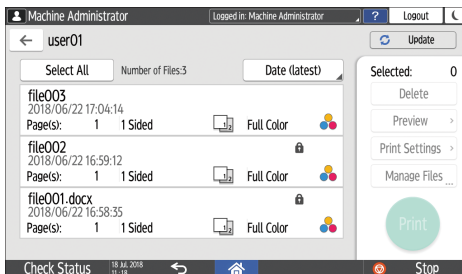 Machine Administrator
Logged in: Machine Administrator
?
Logout
user01
Update
Select All
Number of Files:3
Date (latest)
Selected: 0
file003
2018/06/22 17:04:14
Page(s): 1 1 Sided
Full Color
Delete
Preview
file002
2018/06/22 16:59:12
Page(s): 1 1 Sided
Full Color
Print Settings
Manage Files...
file001.docx
2018/06/22 16:58:35
Page(s): 1 1 Sided
Full Color
Print
Check Status
18 Jul, 2018
11:18
Stop